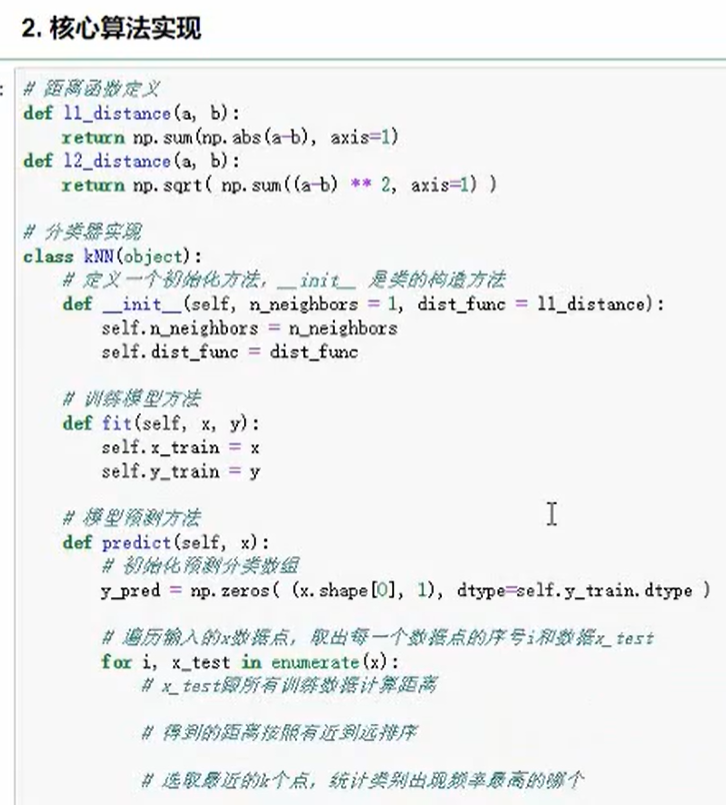 2. 核心算法实现
:
# 距离函数定义
def l1_distance(a, b):
return np.sum(np.abs(a-b), axis=1)
def l2_distance(a, b):
return np.sqrt( np.sum((a-b) ** 2, axis=1) )
# 分类器实现
class kNN(object):
# 定义一个初始化方法，__init__ 是类的构造方法
def __init__(self, n_neighbors = 1, dist_func = l1_distance):
self.n_neighbors = n_neighbors
self.dist_func = dist_func
# 训练模型方法
def fit(self, x, y):
self.x_train = x
self.y_train = y
# 模型预测方法
def predict(self, x):
# 初始化预测分类数组
y_pred = np.zeros( (x.shape[0], 1), dtype=self.y_train.dtype )
# 遍历输入的x数据点，取出每一个数据点的序号i和数据x_test
for i, x_test in enumerate(x):
# x_test跟所有训练数据计算距离
# 得到的距离按照有近到远排序
# 选取最近的k个点，统计类别出现频率最高的哪个